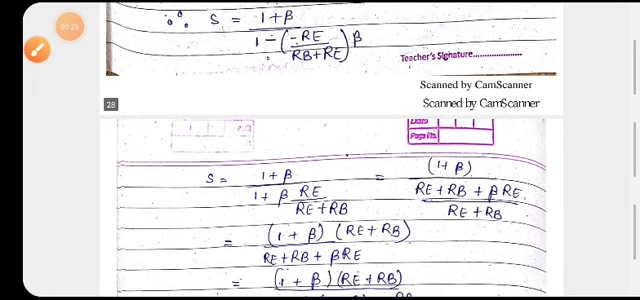 09:23
∴ S = (1+β) / (1 - (-RE / (RB+RE)) β)
Teacher's Signature....................
Scanned by CamScanner
28
Scanned by CamScanner
Date
Page No.
S = (1+β) / (1+β RE / (RE+RB)) = (1+β) / ((RE+RB+βRE) / (RE+RB))
= (1+β) (RE+RB) / (RE+RB+βRE)
= (1+β) (RE+RB)